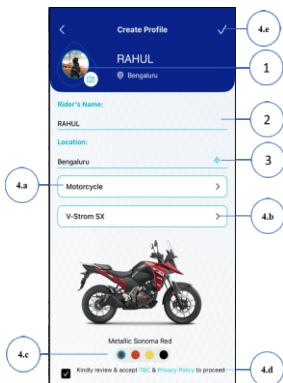 Create Profile
4.e
RAHUL
Bengaluru
1
Rider's Name:
RAHUL
2
Location:
Bengaluru
3
4.a
Motorcycle
V-Strom SX
4.b
Metallic Sonoma Red
4.c
Kindly review & accept T&C & Privacy Policy to proceed
4.d